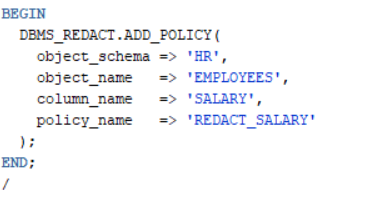 BEGIN
  DBMS_REDACT.ADD_POLICY(
    object_schema => 'HR',
    object_name   => 'EMPLOYEES',
    column_name   => 'SALARY',
    policy_name   => 'REDACT_SALARY'
  );
END;
/